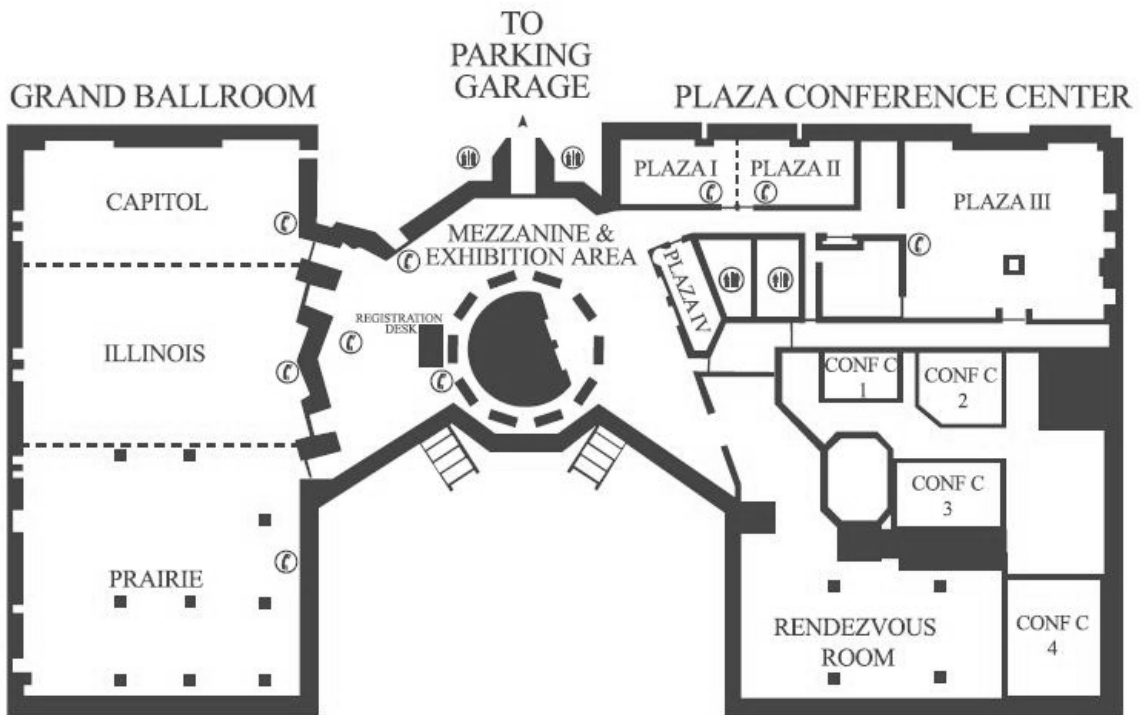 TO
PARKING
GARAGE
GRAND BALLROOM
PLAZA CONFERENCE CENTER
CAPITOL
ILLINOIS
PRAIRIE
MEZZANINE &
EXHIBITION AREA
REGISTRATION
DESK
PLAZA I
PLAZA II
PLAZA III
PLAZA IV
CONF C
1
CONF C
2
CONF C
3
CONF C
4
RENDEZVOUS
ROOM